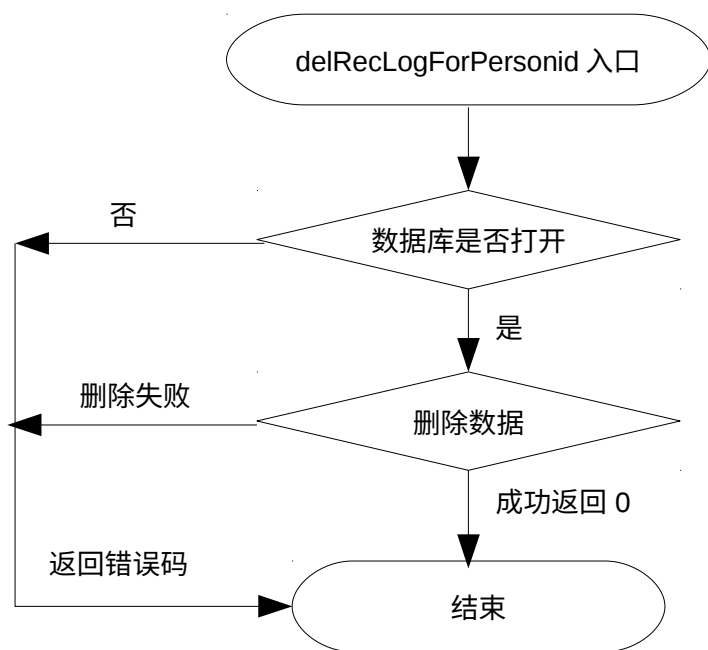 delRecLogForPersonid 入口
否
数据库是否打开
是
删除失败
删除数据
成功返回 0
返回错误码
结束